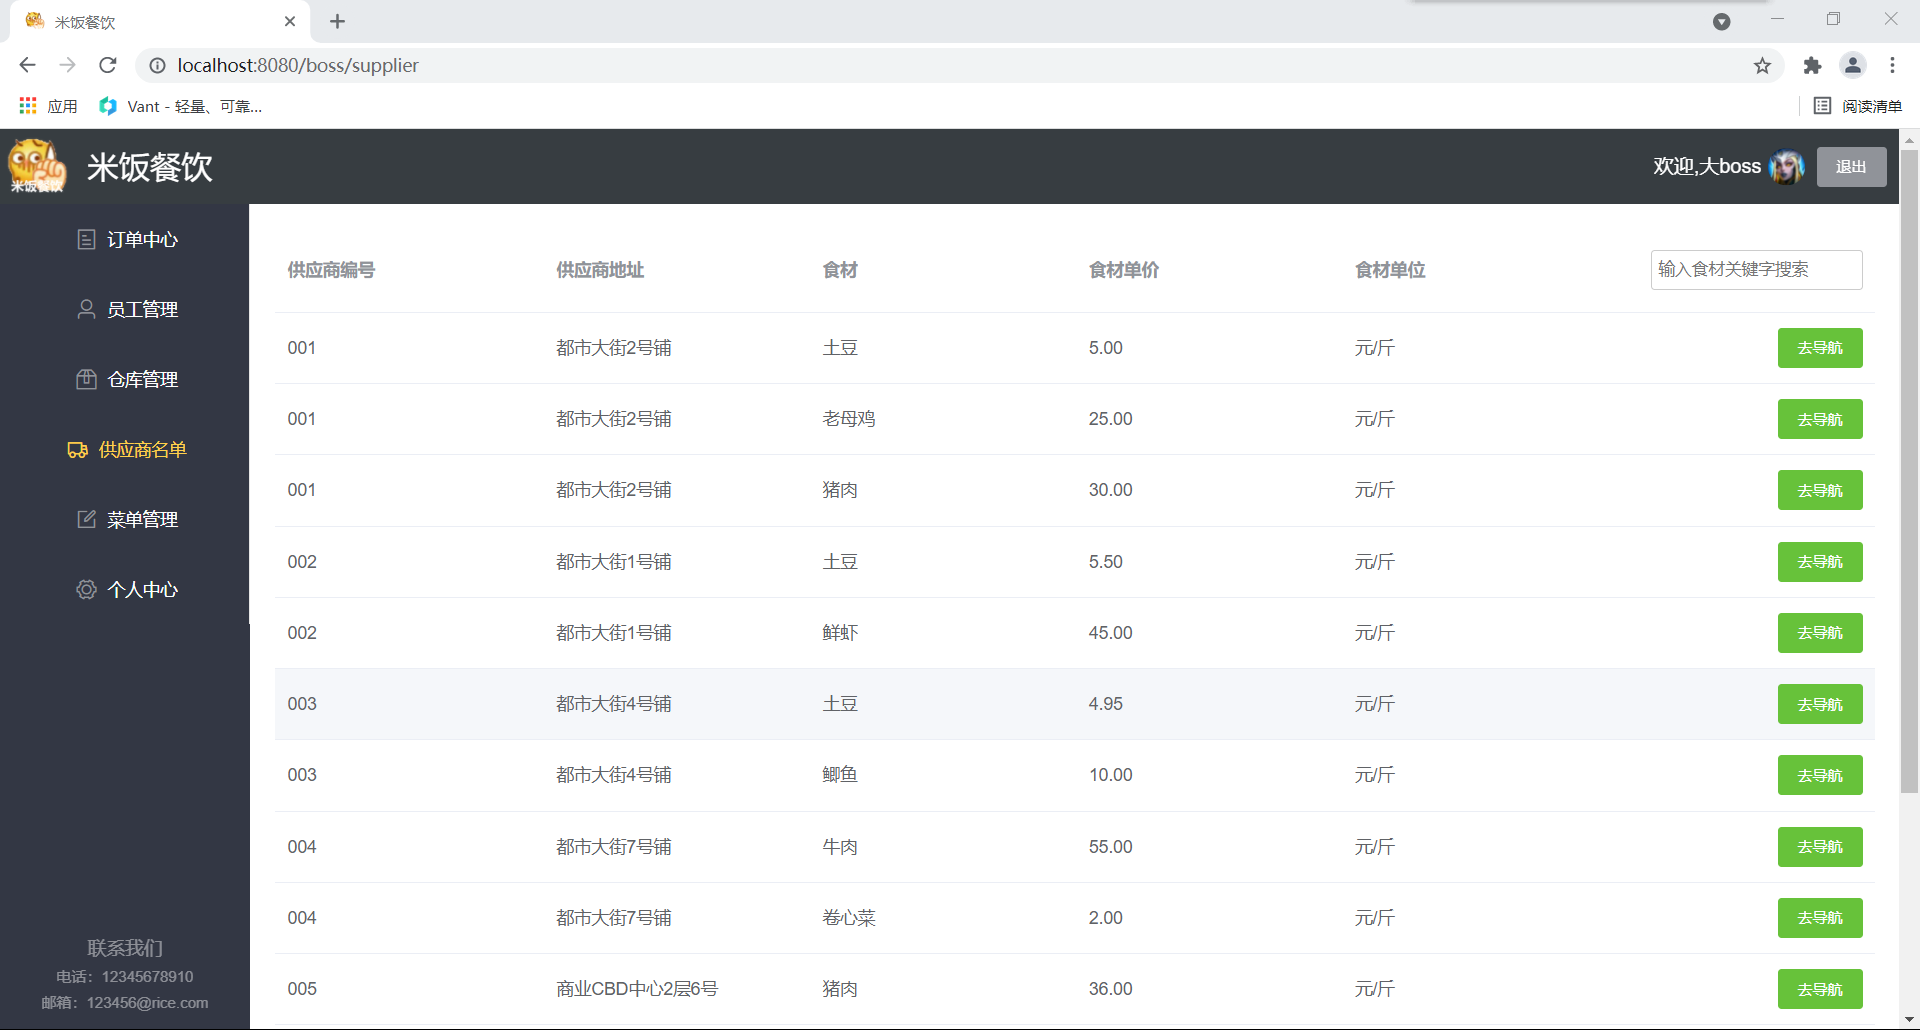 米饭餐饮
localhost:8080/boss/supplier
应用 Vant - 轻量、可靠... 阅读清单
米饭餐饮 米饭餐饮 欢迎,大boss 退出
订单中心
员工管理
仓库管理
供应商名单
菜单管理
个人中心
联系我们
电话：12345678910
邮箱：123456@rice.com
供应商编号 供应商地址 食材 食材单价 食材单位 输入食材关键字搜索
001 都市大街2号铺 土豆 5.00 元/斤 去导航
001 都市大街2号铺 老母鸡 25.00 元/斤 去导航
001 都市大街2号铺 猪肉 30.00 元/斤 去导航
002 都市大街1号铺 土豆 5.50 元/斤 去导航
002 都市大街1号铺 鲜虾 45.00 元/斤 去导航
003 都市大街4号铺 土豆 4.95 元/斤 去导航
003 都市大街4号铺 鲫鱼 10.00 元/斤 去导航
004 都市大街7号铺 牛肉 55.00 元/斤 去导航
004 都市大街7号铺 卷心菜 2.00 元/斤 去导航
005 商业CBD中心2层6号 猪肉 36.00 元/斤 去导航